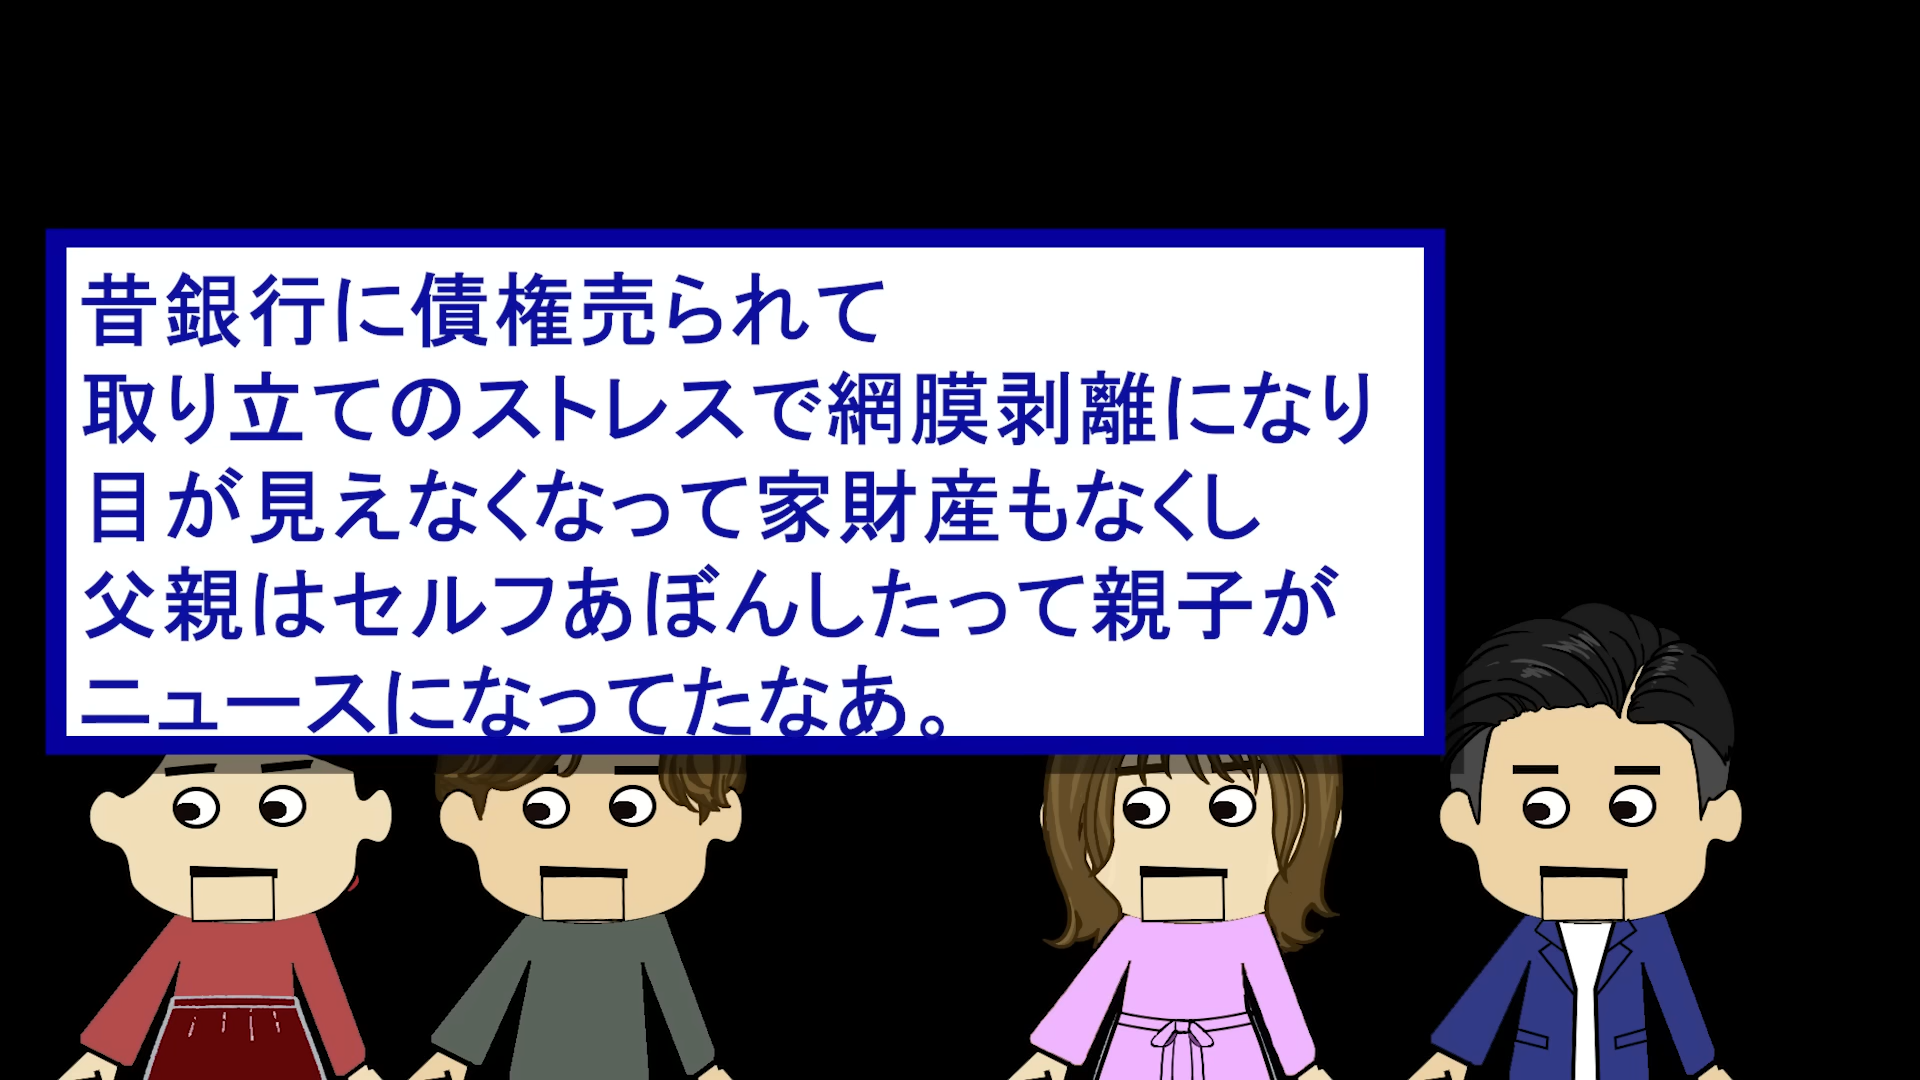 昔銀行に債権売られて
取り立てのストレスで網膜剥離になり
目が見えなくなって家財産もなくし
父親はセルフあぼんしたって親子が
ニュースになってたなあ。